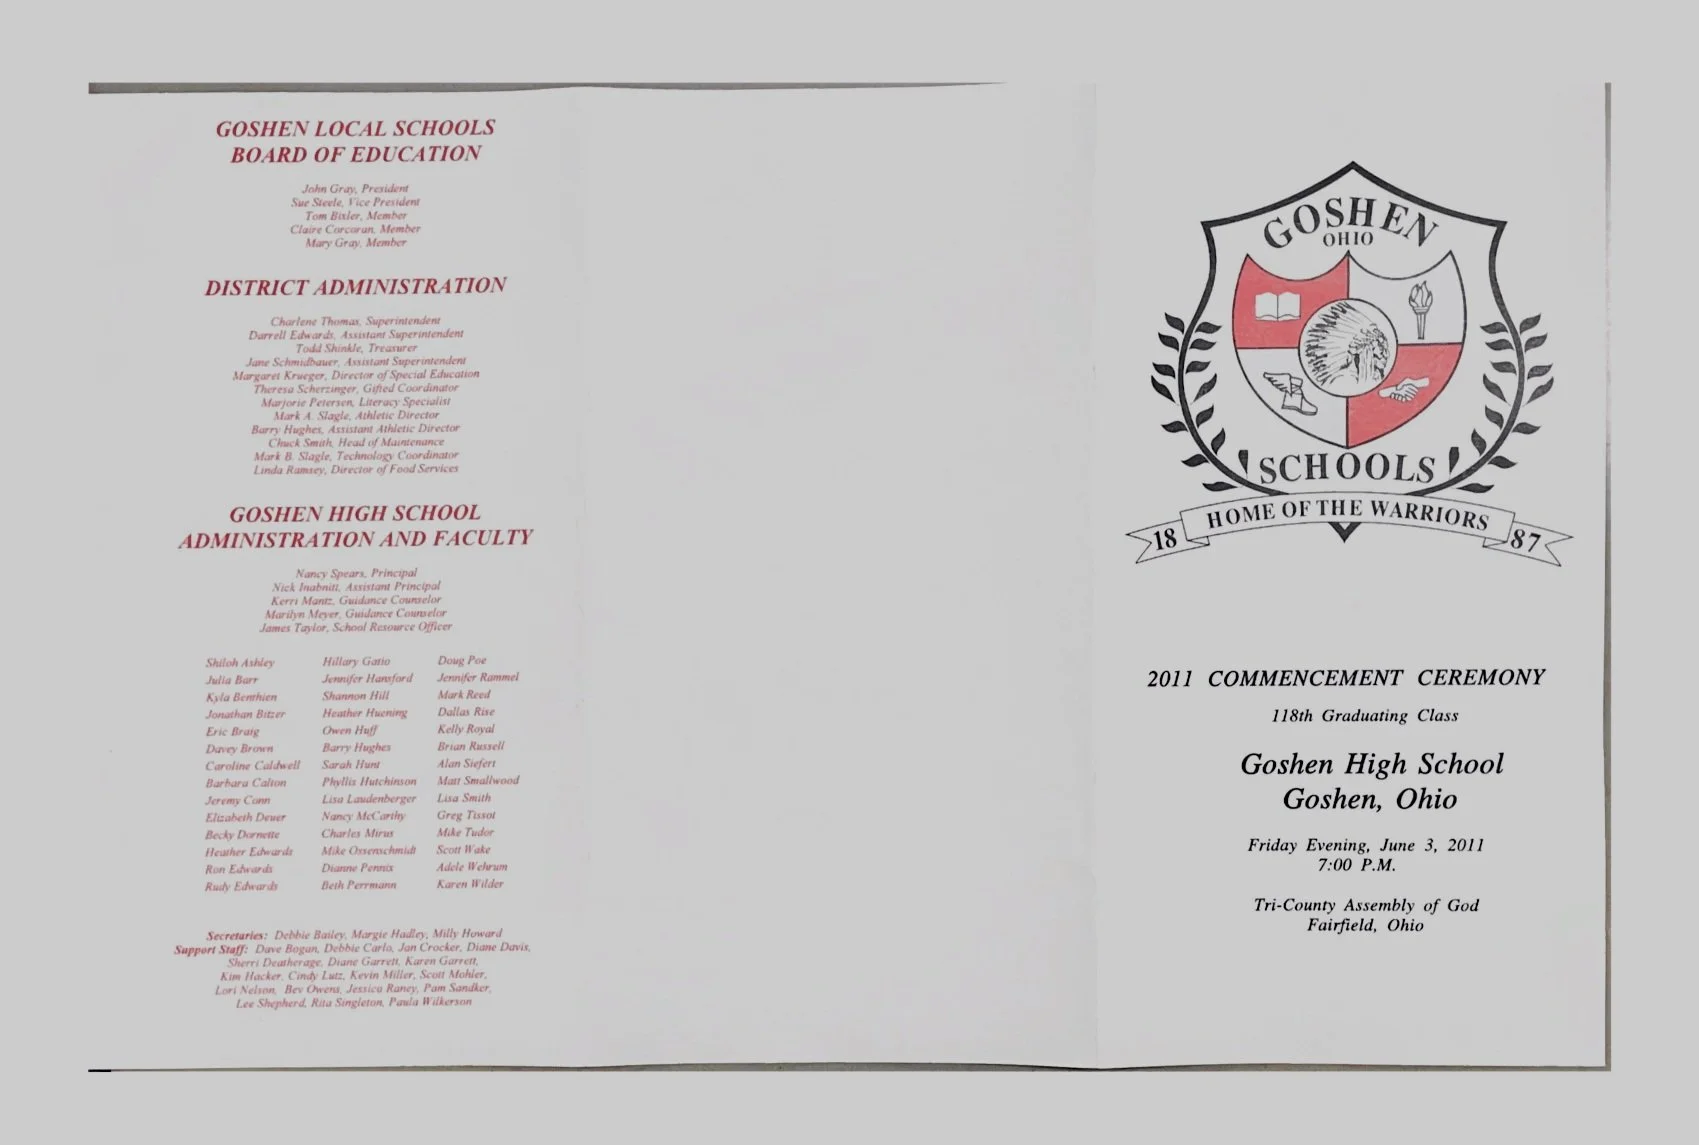 GOSHEN LOCAL SCHOOLS
BOARD OF EDUCATION
John Gray, President
Sue Steele, Vice President
Tom Bixler, Member
Claire Corcoran, Member
Mary Gray, Member
DISTRICT ADMINISTRATION
Charlene Thomas, Superintendent
Darrell Edwards, Assistant Superintendent
Todd Shinkle, Treasurer
Jane Schmidbauer, Assistant Superintendent
Margaret Krueger, Director of Special Education
Theresa Scherzinger, Gifted Coordinator
Marjorie Petersen, Literacy Specialist
Mark A. Slagle, Athletic Director
Barry Hughes, Assistant Athletic Director
Chuck Smith, Head of Maintenance
Mark B. Slagle, Technology Coordinator
Linda Ramsey, Director of Food Services
GOSHEN HIGH SCHOOL
ADMINISTRATION AND FACULTY
Nancy Spears, Principal
Nick Inabnitt, Assistant Principal
Kerri Mantz, Guidance Counselor
Marilyn Meyer, Guidance Counselor
James Taylor, School Resource Officer
Shiloh Ashley
Julia Barr
Kyla Benthien
Jonathan Bitzer
Eric Braig
Davey Brown
Caroline Caldwell
Barbara Calton
Jeremy Conn
Elizabeth Deuer
Becky Dornette
Heather Edwards
Ron Edwards
Rudy Edwards
Hillary Gatio
Jennifer Hansford
Shannon Hill
Heather Huening
Owen Huff
Barry Hughes
Sarah Hunt
Phyllis Hutchinson
Lisa Laudenberger
Nancy McCarthy
Charles Mirus
Mike Ossenschmidt
Dianne Pennix
Beth Perrmann
Doug Poe
Jennifer Rammel
Mark Reed
Dallas Rise
Kelly Royal
Brian Russell
Alan Siefert
Matt Smallwood
Lisa Smith
Greg Tissot
Mike Tudor
Scott Wake
Adele Wehrum
Karen Wilder
Secretaries: Debbie Bailey, Margie Hadley, Milly Howard
Support Staff: Dave Bogan, Debbie Carlo, Jan Crocker, Diane Davis,
Sherri Deatherage, Diane Garrett, Karen Garrett,
Kim Hacker, Cindy Lutz, Kevin Miller, Scott Mohler,
Lori Nelson, Bev Owens, Jessica Raney, Pam Sandker,
Lee Shepherd, Rita Singleton, Paula Wilkerson
GOSHEN
OHIO
SCHOOLS
HOME OF THE WARRIORS
18 87
2011 COMMENCEMENT CEREMONY
118th Graduating Class
Goshen High School
Goshen, Ohio
Friday Evening, June 3, 2011
7:00 P.M.
Tri-County Assembly of God
Fairfield, Ohio